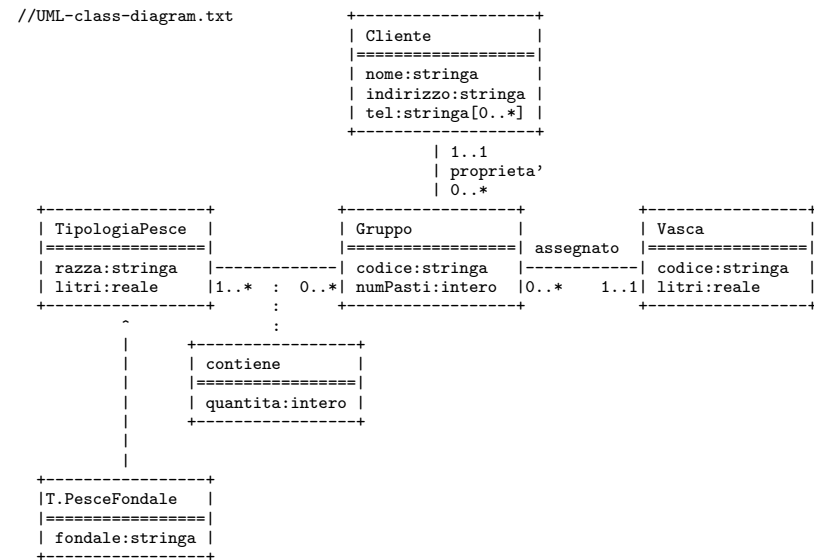 //UML-class-diagram.txt
Cliente
nome:stringa
indirizzo:stringa
tel:stringa[0..*]
1..1
proprieta'
0..*
TipologiaPesce Gruppo Vasca
assegnato
razza:stringa codice:stringa codice:stringa
litri:reale 1..* : 0..* numPasti:intero 0..* 1..1 litri:reale
contiene
quantita:intero
T.PesceFondale
fondale:stringa